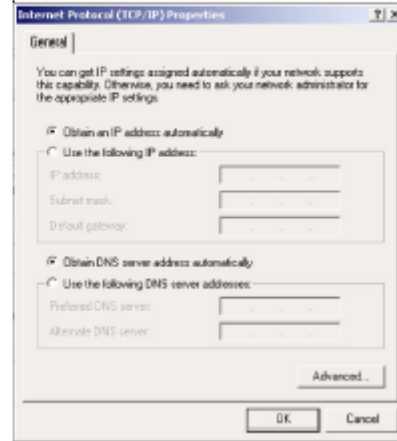 Internet Protocol (TCP/IP) Properties
General
You can get IP settings assigned automatically if your network supports
this capability. Otherwise, you need to ask your network administrator for
the appropriate IP settings.
Obtain an IP address automatically
Use the following IP address:
IP address:
Subnet mask:
Default gateway:
Obtain DNS server address automatically
Use the following DNS server addresses:
Preferred DNS server:
Alternate DNS server:
Advanced...
OK Cancel